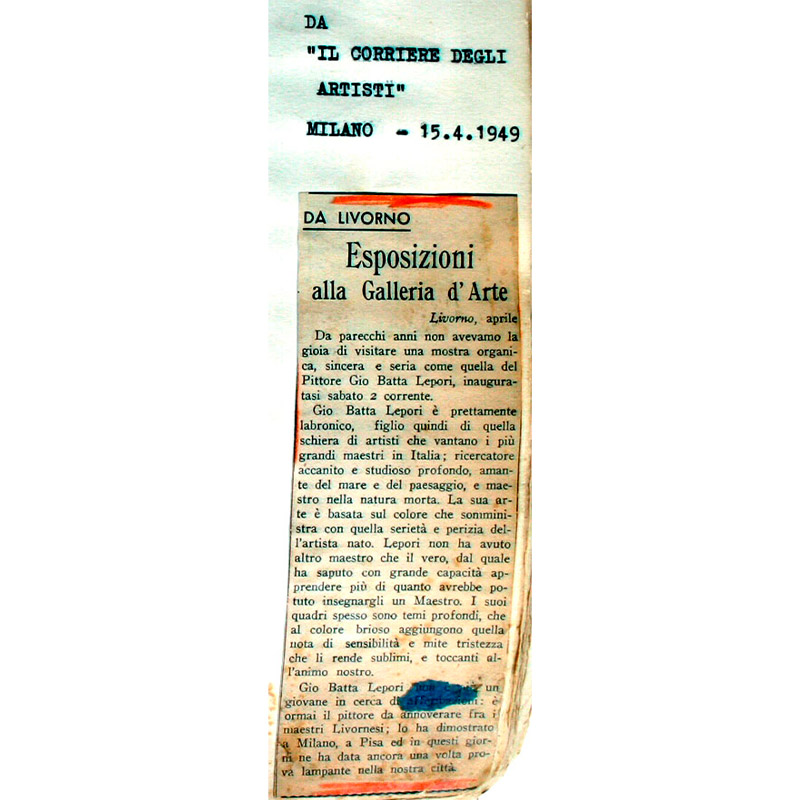 DA
"IL CORRIERE DEGLI
ARTISTI"
MILANO - 15.4.1949
DA LIVORNO
Esposizioni
alla Galleria d'Arte
Livorno, aprile
Da parecchi anni non avevamo la
gioia di visitare una mostra organi-
ca, sincera e seria come quella del
Pittore Gio Batta Lepori, inaugura-
tasi sabato 2 corrente.
Gio Batta Lepori è prettamente
labronico, figlio quindi di quella
schiera di artisti che vantano i più
grandi maestri in Italia; ricercatore
accanito e studioso profondo, aman-
te del mare e del paesaggio, e mae-
stro nella natura morta. La sua ar-
te è basata sul colore che sommini-
stra con quella serietà e perizia del-
l'artista nato. Lepori non ha avuto
altro maestro che il vero, dal quale
ha saputo con grande capacità ap-
prendere più di quanto avrebbe po-
tuto insegnargli un Maestro. I suoi
quadri spesso sono temi profondi, che
al colore brioso aggiungono quella
nota di sensibilità e mite tristezza
che li rende sublimi, e toccanti al-
l'animo nostro.
Gio Batta Lepori non un
giovane in cerca di : è
ormai il pittore da annoverare fra i
maestri Livornesi; lo ha dimostrato
a Milano, a Pisa ed in questi gior-
ni ne ha data ancora una volta pro-
va lampante nella nostra città.